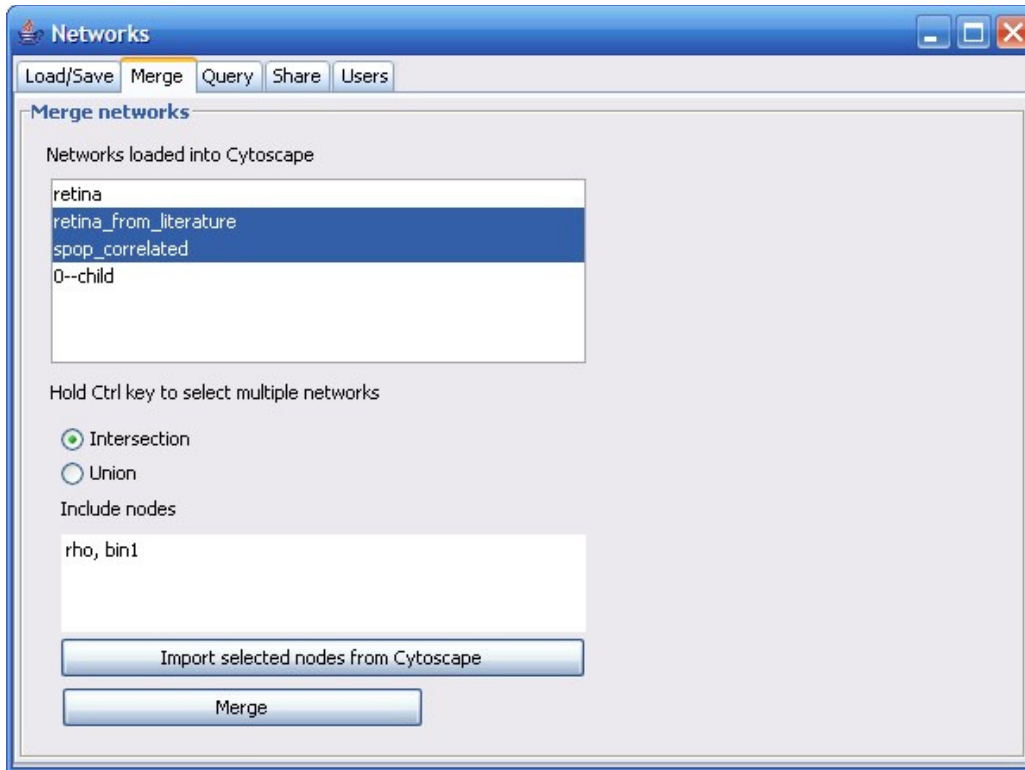 Networks
Load/Save Merge Query Share Users
Merge networks
Networks loaded into Cytoscape
retina
retina_from_literature
spop_correlated
0--child
Hold Ctrl key to select multiple networks
Intersection
Union
Include nodes
rho, bin1
Import selected nodes from Cytoscape
Merge